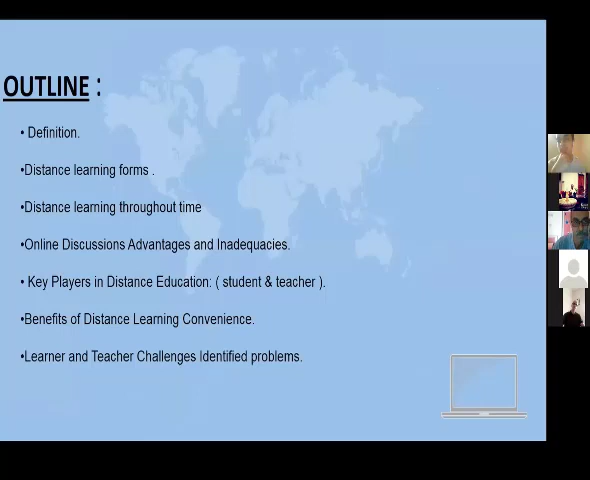 OUTLINE :
• Definition.
•Distance learning forms .
•Distance learning throughout time
•Online Discussions Advantages and Inadequacies.
• Key Players in Distance Education: ( student & teacher ).
•Benefits of Distance Learning Convenience.
•Learner and Teacher Challenges Identified problems.